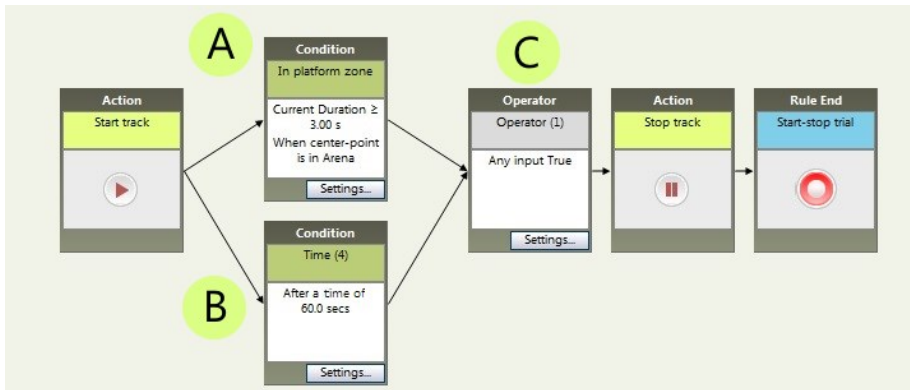 A
Condition
In platform zone
Current Duration ≥
3.00 s
When center-point
is in Arena
Settings...
C
Action
Start track
Operator
Operator (1)
Any input True
Settings...
Action
Stop track
Rule End
Start-stop trial
B
Condition
Time (4)
After a time of
60.0 secs
Settings...